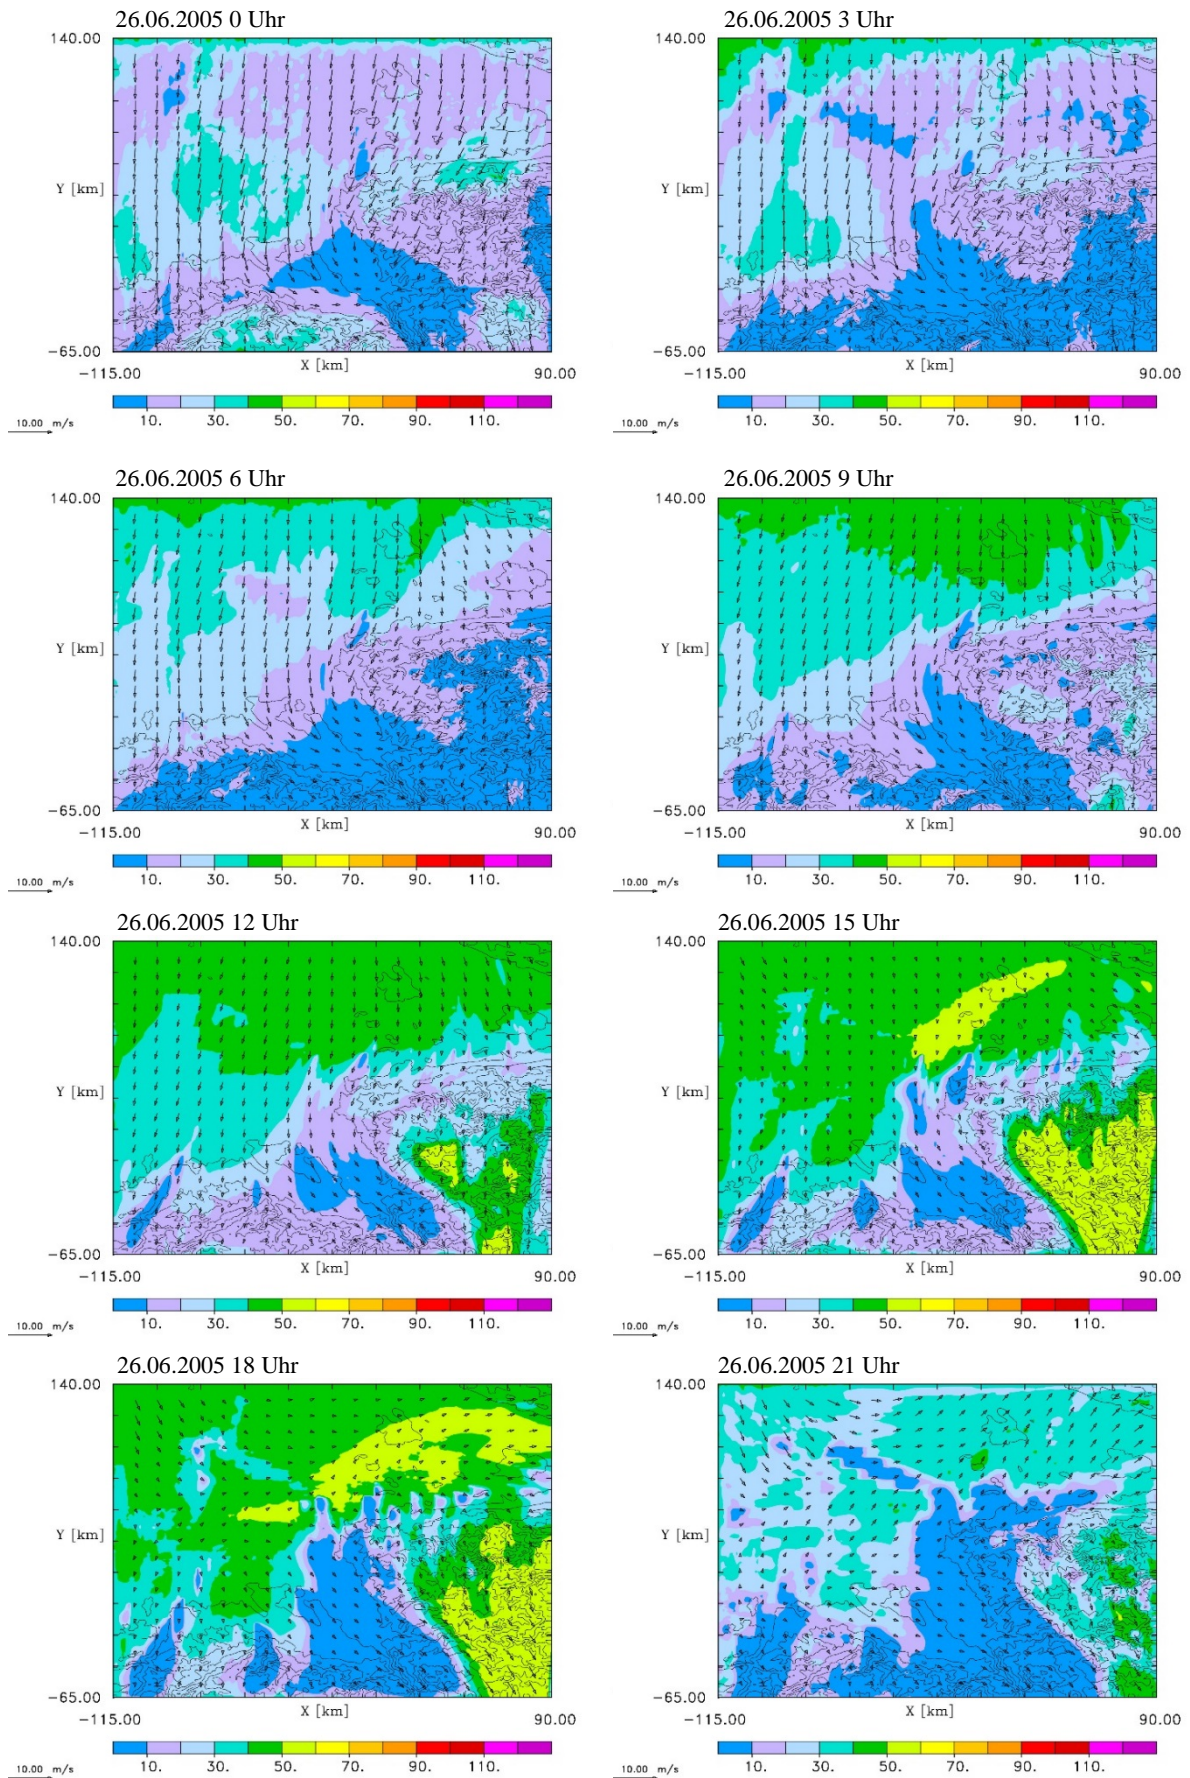 26.06.2005 0 Uhr
26.06.2005 3 Uhr
140.00
140.00
Y [km]
Y [km]
-65.00
-65.00
X [km]
X [km]
-115.00
90.00
-115.00
90.00
10. 30. 50. 70. 90. 110.
10. 30. 50. 70. 90. 110.
10.00 m/s
10.00 m/s
26.06.2005 6 Uhr
26.06.2005 9 Uhr
140.00
140.00
Y [km]
Y [km]
-65.00
-65.00
X [km]
X [km]
-115.00
90.00
-115.00
90.00
10. 30. 50. 70. 90. 110.
10. 30. 50. 70. 90. 110.
10.00 m/s
10.00 m/s
26.06.2005 12 Uhr
26.06.2005 15 Uhr
140.00
140.00
Y [km]
Y [km]
-65.00
-65.00
X [km]
X [km]
-115.00
90.00
-115.00
90.00
10. 30. 50. 70. 90. 110.
10. 30. 50. 70. 90. 110.
10.00 m/s
10.00 m/s
26.06.2005 18 Uhr
26.06.2005 21 Uhr
140.00
140.00
Y [km]
Y [km]
-65.00
-65.00
X [km]
X [km]
-115.00
90.00
-115.00
90.00
10. 30. 50. 70. 90. 110.
10. 30. 50. 70. 90. 110.
10.00 m/s
10.00 m/s